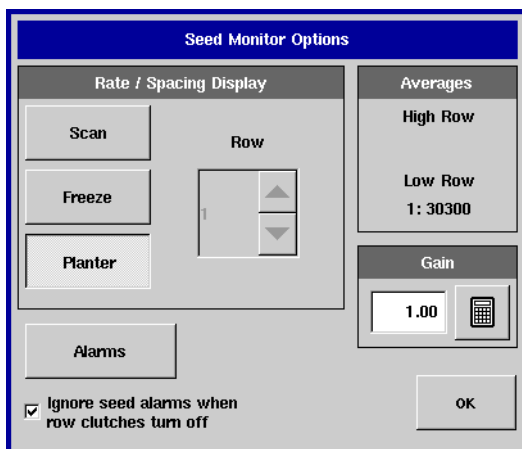 Seed Monitor Options
Rate / Spacing Display
Scan
Freeze
Planter
Row
1
Averages
High Row
Low Row
1: 30300
Gain
1.00
Alarms
Ignore seed alarms when
row clutches turn off
OK